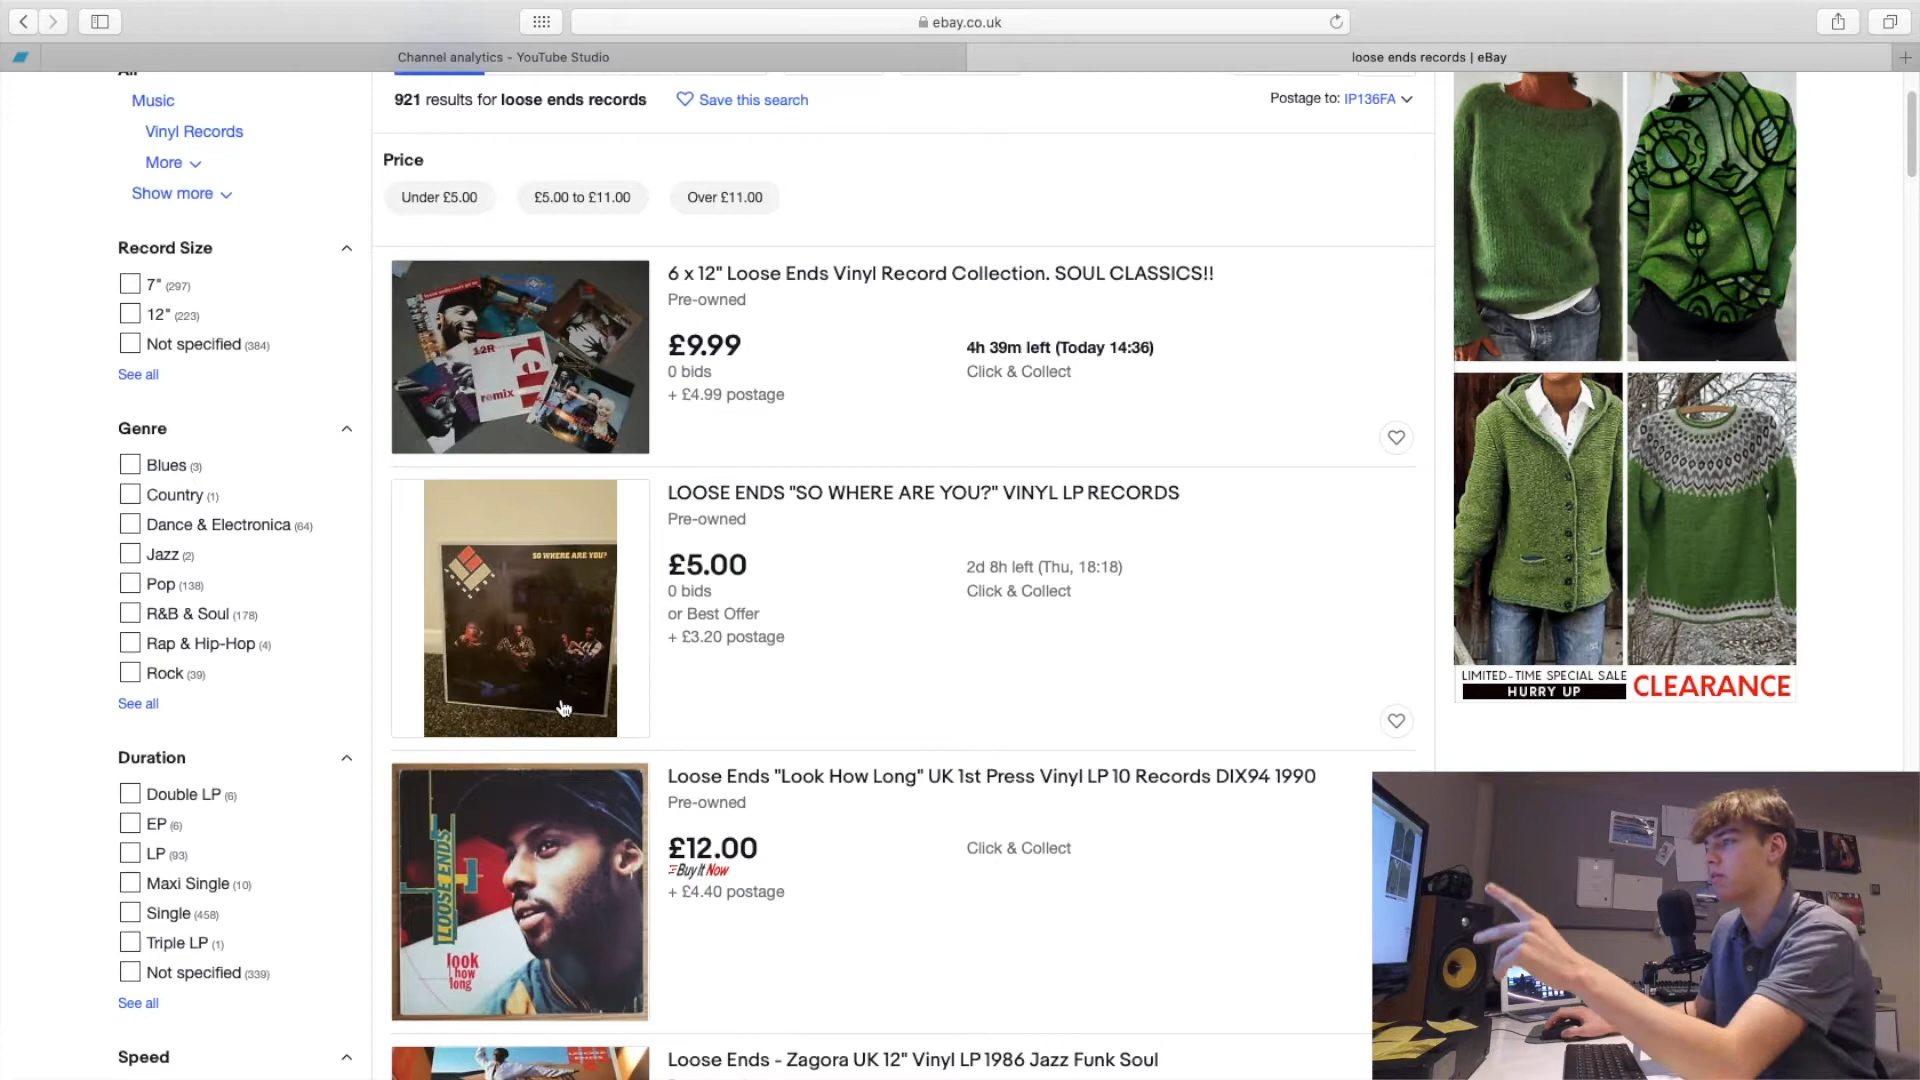 ebay.co.uk
Channel analytics - YouTube Studio
loose ends records | eBay
All
Music
Vinyl Records
More
Show more
Record Size
7" (297)
12" (223)
Not specified (384)
See all
Genre
Blues (3)
Country (1)
Dance & Electronica (64)
Jazz (2)
Pop (138)
R&B & Soul (178)
Rap & Hip-Hop (4)
Rock (39)
See all
Duration
Double LP (6)
EP (6)
LP (93)
Maxi Single (10)
Single (458)
Triple LP (1)
Not specified (339)
See all
Speed
921 results for loose ends records
Save this search
Postage to: IP136FA
Price
Under £5.00
£5.00 to £11.00
Over £11.00
12R
remix
6 x 12" Loose Ends Vinyl Record Collection. SOUL CLASSICS!!
Pre-owned
£9.99
0 bids
+ £4.99 postage
4h 39m left (Today 14:36)
Click & Collect
SO WHERE ARE YOU?
LOOSE ENDS "SO WHERE ARE YOU?" VINYL LP RECORDS
Pre-owned
£5.00
0 bids
or Best Offer
+ £3.20 postage
2d 8h left (Thu, 18:18)
Click & Collect
LOOSE ENDS
look
how
long
Loose Ends "Look How Long" UK 1st Press Vinyl LP 10 Records DIX94 1990
Pre-owned
£12.00
Buy It Now
+ £4.40 postage
Click & Collect
Loose Ends - Zagora UK 12" Vinyl LP 1986 Jazz Funk Soul
LIMITED-TIME SPECIAL SALE
HURRY UP
CLEARANCE